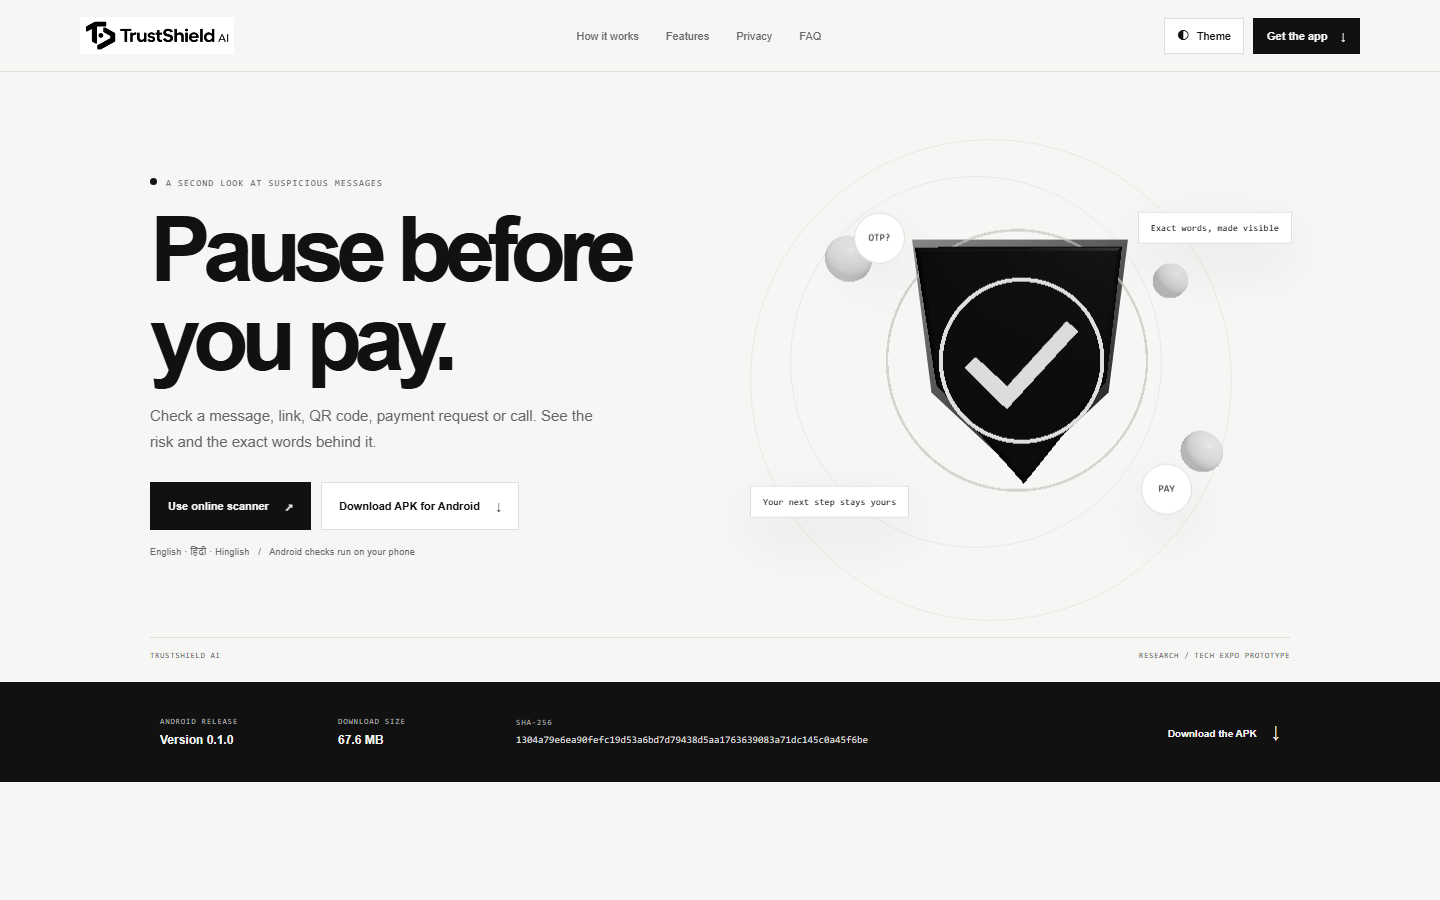 TrustShield AI
How it works
Features
Privacy
FAQ
Theme
Get the app ↓
A SECOND LOOK AT SUSPICIOUS MESSAGES
Pause before
you pay.
Check a message, link, QR code, payment request or call. See the
risk and the exact words behind it.
Use online scanner ↗
Download APK for Android ↓
English · हिंदी · Hinglish / Android checks run on your phone
OTP?
Exact words, made visible
Your next step stays yours
PAY
TRUSTSHIELD AI
RESEARCH / TECH EXPO PROTOTYPE
ANDROID RELEASE
Version 0.1.0
DOWNLOAD SIZE
67.6 MB
SHA-256
1304a79e6ea90fefc19d53a6bd7d79438d5aa1763639083a71dc145c0a45f6be
Download the APK ↓